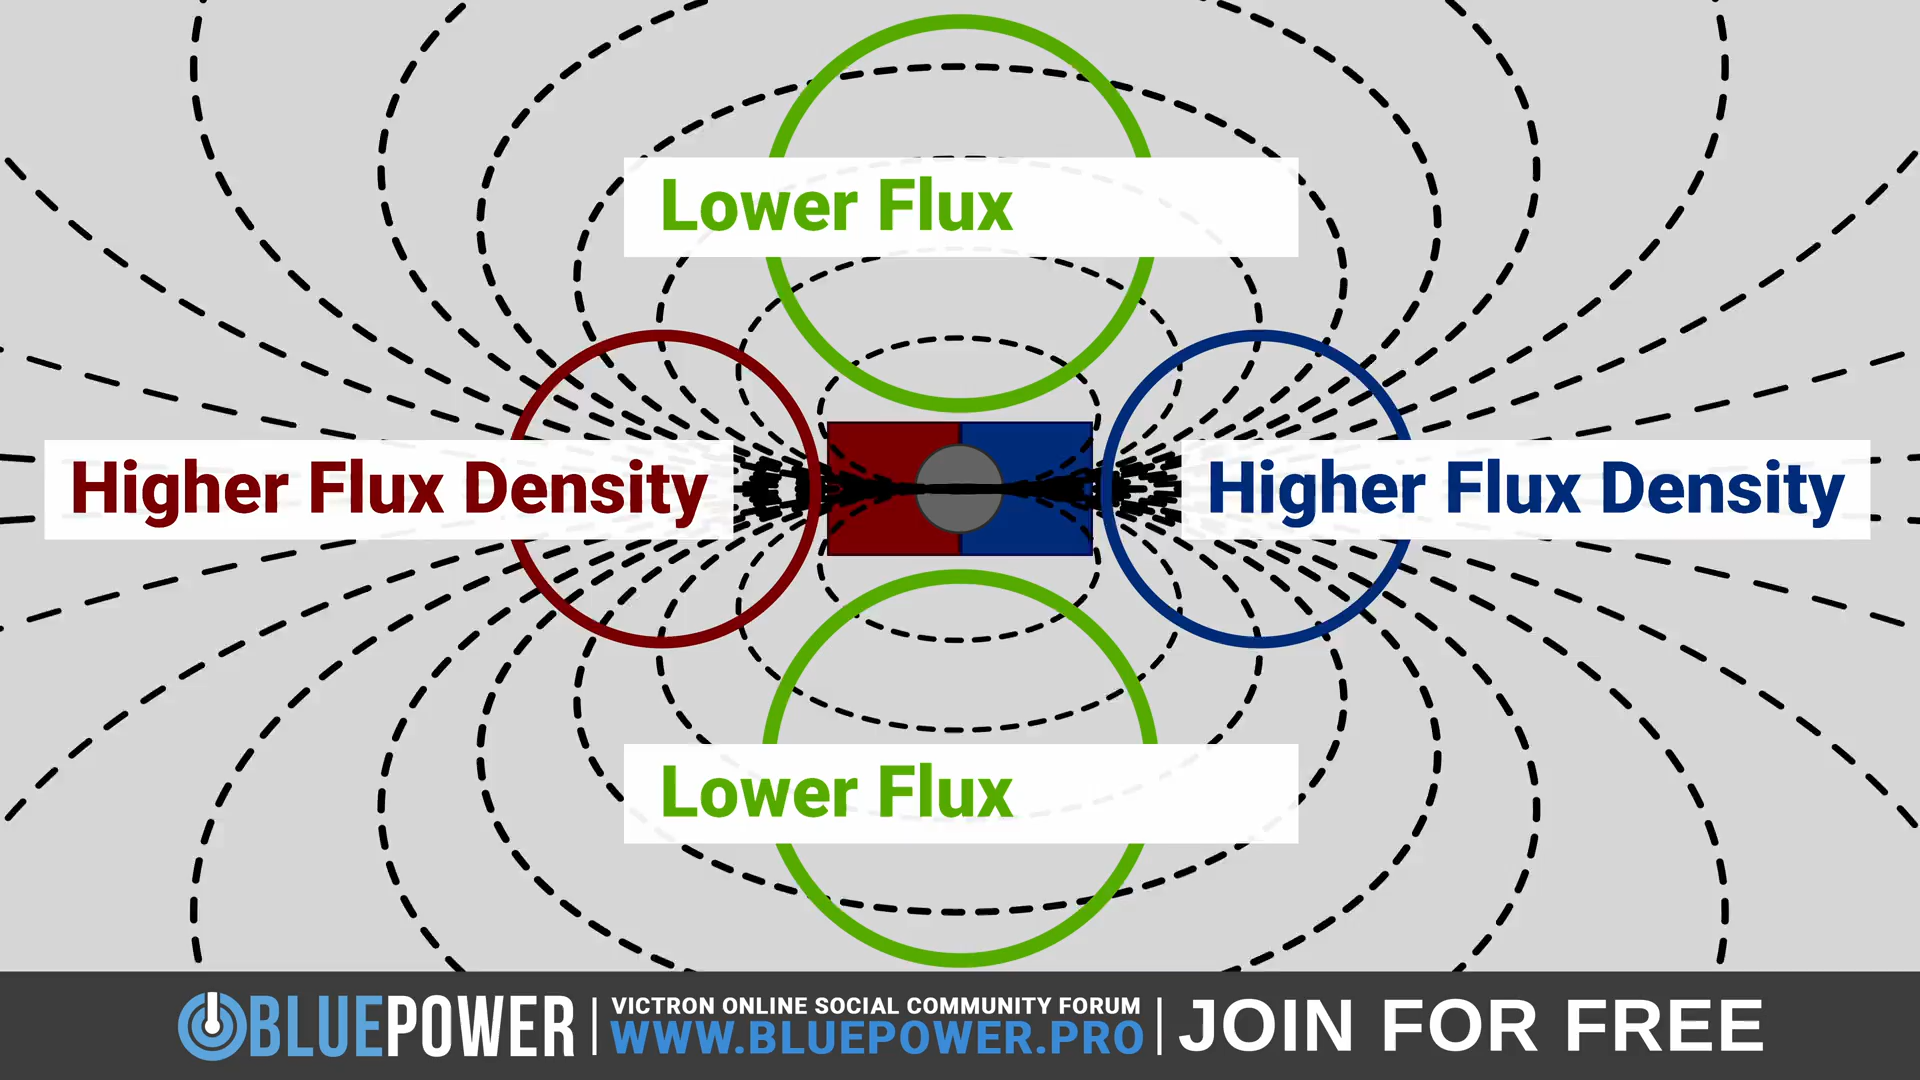 Lower Flux
Higher Flux Density
Higher Flux Density
Lower Flux
BLUEPOWER
VICTRON ONLINE SOCIAL COMMUNITY FORUM
WWW.BLUEPOWER.PRO
JOIN FOR FREE